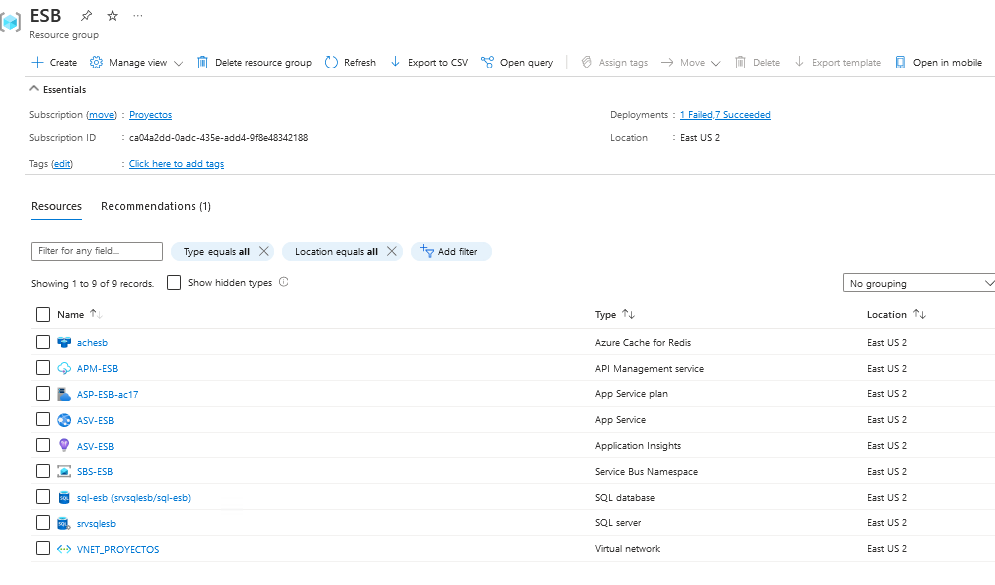 ESB
Resource group
Create Manage view Delete resource group Refresh Export to CSV Open query Assign tags Move Delete Export template Open in mobile
Essentials
Subscription (move) : Proyectos Deployments : 1 Failed,7 Succeeded
Subscription ID : ca04a2dd-0adc-435e-add4-9f8e48342188 Location : East US 2
Tags (edit) : Click here to add tags
Resources Recommendations (1)
Filter for any field... Type equals all Location equals all Add filter
Showing 1 to 9 of 9 records. Show hidden types No grouping
Name Type Location
achesb Azure Cache for Redis East US 2
APM-ESB API Management service East US 2
ASP-ESB-ac17 App Service plan East US 2
ASV-ESB App Service East US 2
ASV-ESB Application Insights East US 2
SBS-ESB Service Bus Namespace East US 2
SQL sql-esb (srvsqlesb/sql-esb) SQL database East US 2
SQL srvsqlesb SQL server East US 2
VNET_PROYECTOS Virtual network East US 2